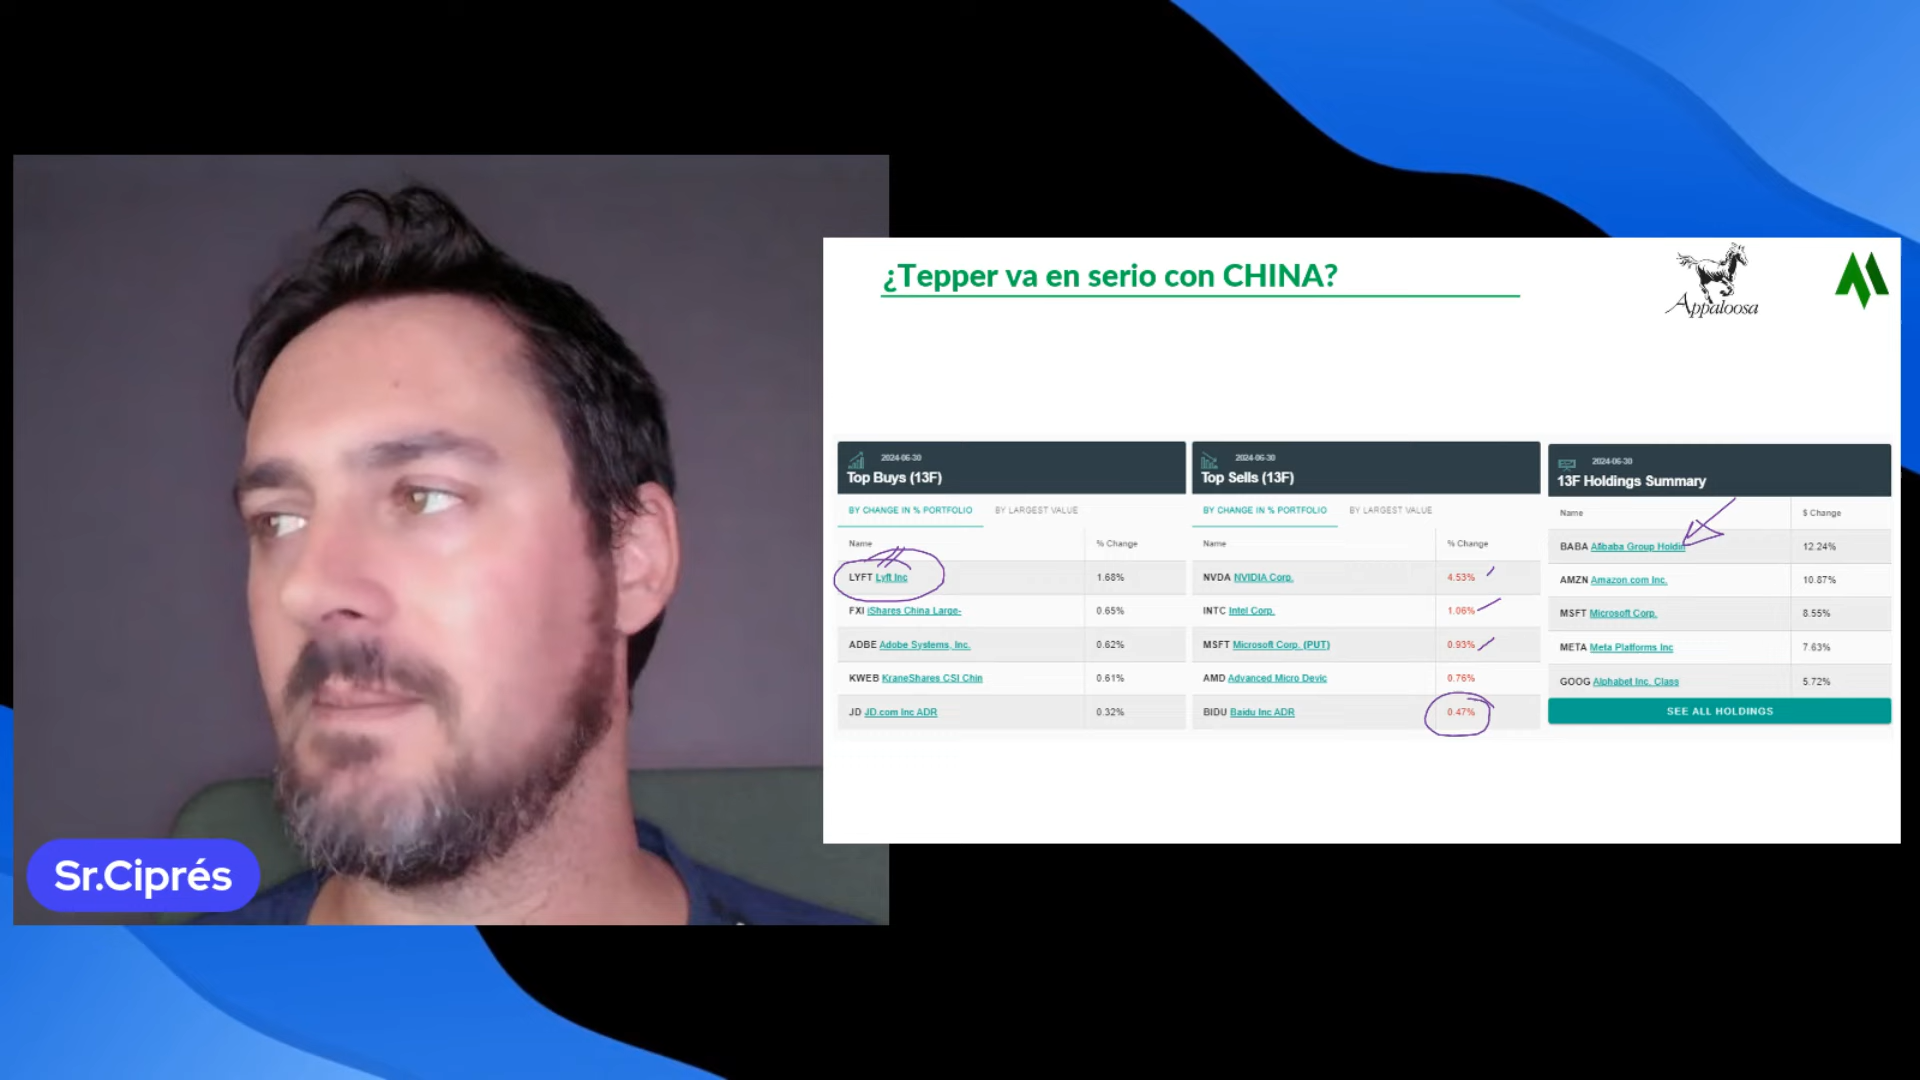 ¿Tepper va en serio con CHINA?
Appaloosa
2024-06-30
Top Buys (13F)
BY CHANGE IN % PORTFOLIO BY LARGEST VALUE
Name % Change
LYFT Lyft Inc 1.68%
FXI iShares China Large- 0.65%
ADBE Adobe Systems, Inc. 0.62%
KWEB KraneShares CSI Chin 0.61%
JD JD.com Inc ADR 0.32%
2024-06-30
Top Sells (13F)
BY CHANGE IN % PORTFOLIO BY LARGEST VALUE
Name % Change
NVDA NVIDIA Corp. 4.53%
INTC Intel Corp. 1.06%
MSFT Microsoft Corp. (PUT) 0.93%
AMD Advanced Micro Devic 0.76%
BIDU Baidu Inc ADR 0.47%
2024-06-30
13F Holdings Summary
Name $ Change
BABA Alibaba Group Holdin 12.24%
AMZN Amazon.com Inc. 10.87%
MSFT Microsoft Corp. 8.55%
META Meta Platforms Inc 7.63%
GOOG Alphabet Inc. Class 5.72%
SEE ALL HOLDINGS
Sr.Ciprés